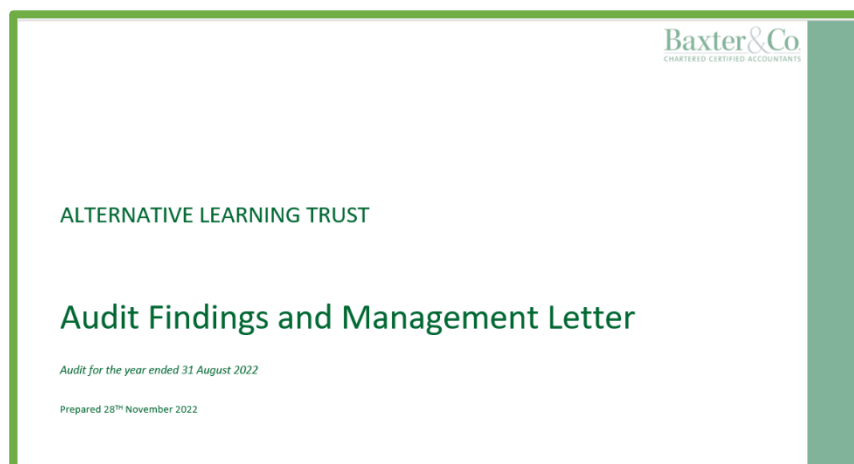 Baxter&Co.
CHARTERED CERTIFIED ACCOUNTANTS
ALTERNATIVE LEARNING TRUST
Audit Findings and Management Letter
Audit for the year ended 31 August 2022
Prepared 28TH November 2022